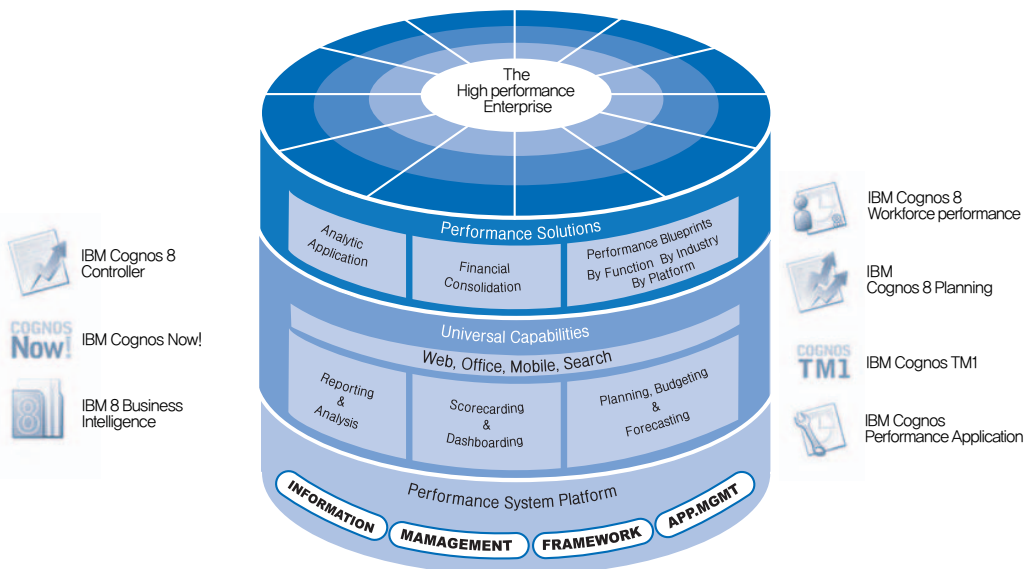 The
High performance
Enterprise
Performance Solutions
Analytic
Application
Financial
Consolidation
Performance Blueprints
By Function By Industry
By Platform
Universal Capabilities
Web, Office, Mobile, Search
Reporting
&
Analysis
Scorecarding
&
Dashboarding
Planning, Budgeting
&
Forecasting
Performance System Platform
INFORMATION
MAMAGEMENT
FRAMEWORK
APP.MGMT
IBM Cognos 8
Controller
COGNOS
Now!
IBM Cognos Now!
8
IBM 8 Business
Intelligence
IBM Cognos 8
Workforce performance
IBM
Cognos 8 Planning
COGNOS
TM1
IBM Cognos TM1
IBM Cognos
Performance Application